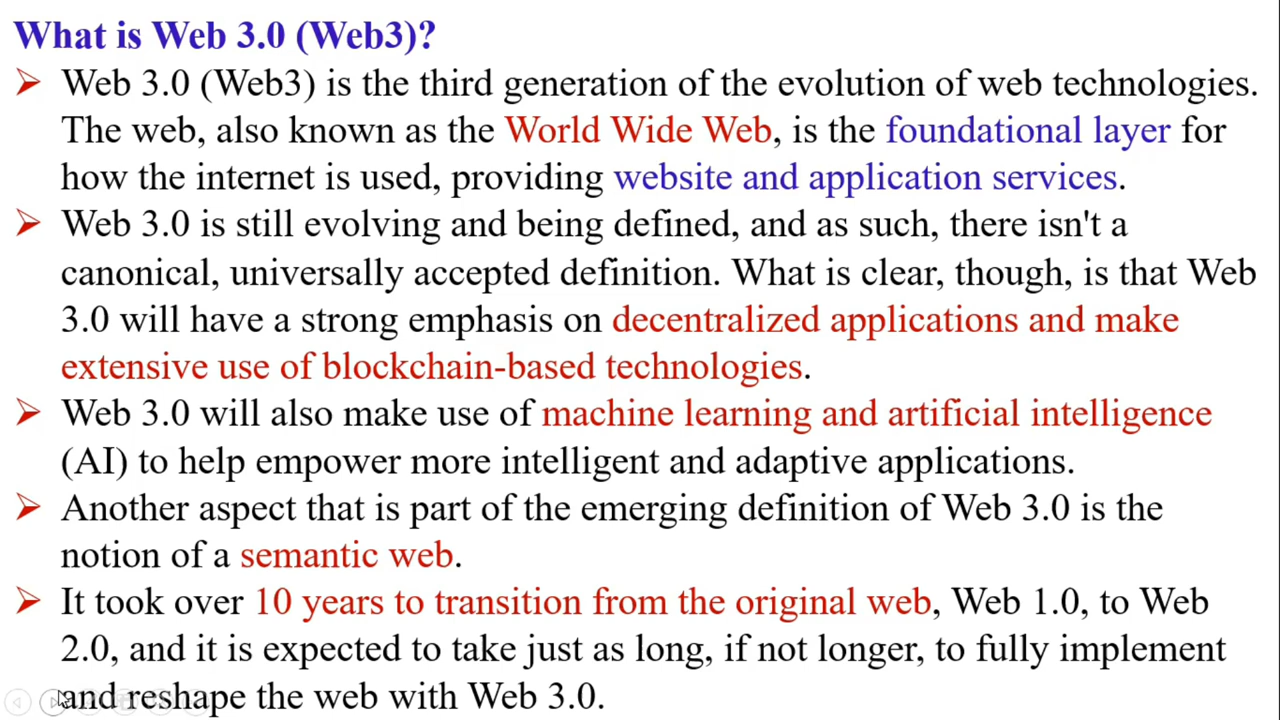 What is Web 3.0 (Web3)?
➢ Web 3.0 (Web3) is the third generation of the evolution of web technologies.
The web, also known as the World Wide Web, is the foundational layer for
how the internet is used, providing website and application services.
➢ Web 3.0 is still evolving and being defined, and as such, there isn't a
canonical, universally accepted definition. What is clear, though, is that Web
3.0 will have a strong emphasis on decentralized applications and make
extensive use of blockchain-based technologies.
➢ Web 3.0 will also make use of machine learning and artificial intelligence
(AI) to help empower more intelligent and adaptive applications.
➢ Another aspect that is part of the emerging definition of Web 3.0 is the
notion of a semantic web.
➢ It took over 10 years to transition from the original web, Web 1.0, to Web
2.0, and it is expected to take just as long, if not longer, to fully implement
and reshape the web with Web 3.0.